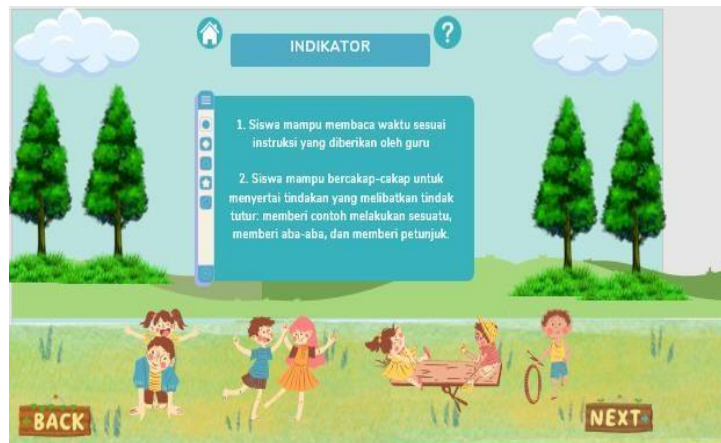 INDIKATOR
?
1. Siswa mampu membaca waktu sesuai
instruksi yang diberikan oleh guru
2. Siswa mampu bercakap-cakap untuk
menyertai tindakan yang melibatkan tindak
tutur: memberi contoh melakukan sesuatu,
memberi aba-aba, dan memberi petunjuk.
BACK
NEXT